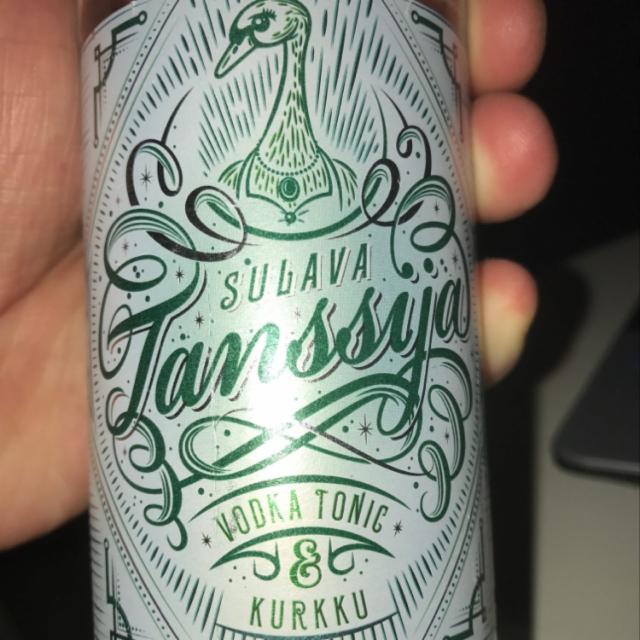 SULAVA
Tanssija
VODKA TONIC
&
KURKKU